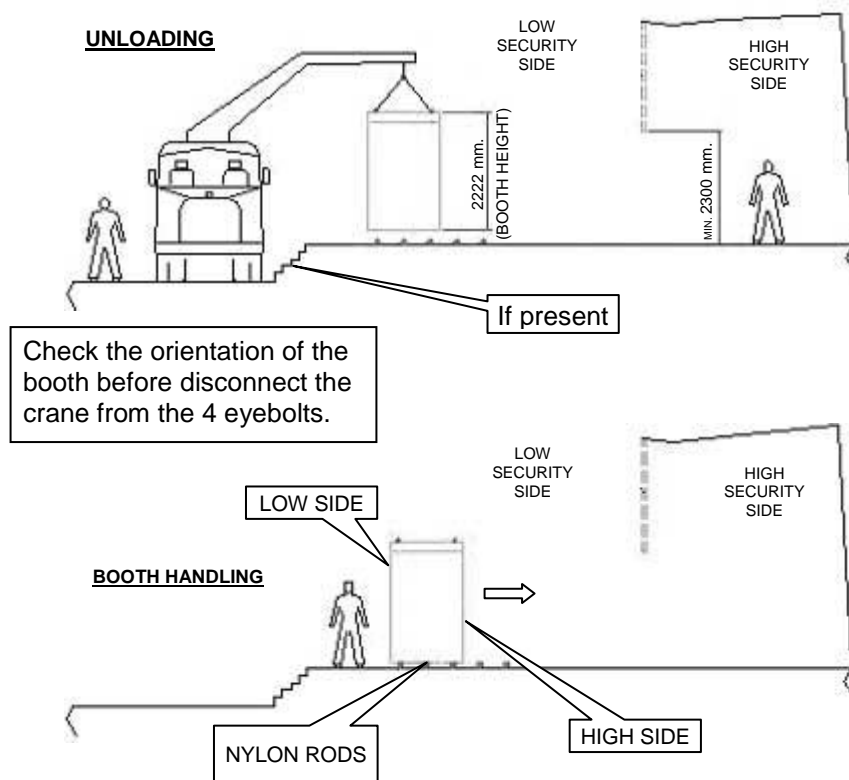 UNLOADING
LOW
SECURITY
SIDE
HIGH
SECURITY
SIDE
2222 mm.
(BOOTH HEIGHT)
MIN. 2300 mm.
If present
Check the orientation of the
booth before disconnect the
crane from the 4 eyebolts.
LOW
SECURITY
SIDE
HIGH
SECURITY
SIDE
LOW SIDE
BOOTH HANDLING
HIGH SIDE
NYLON RODS